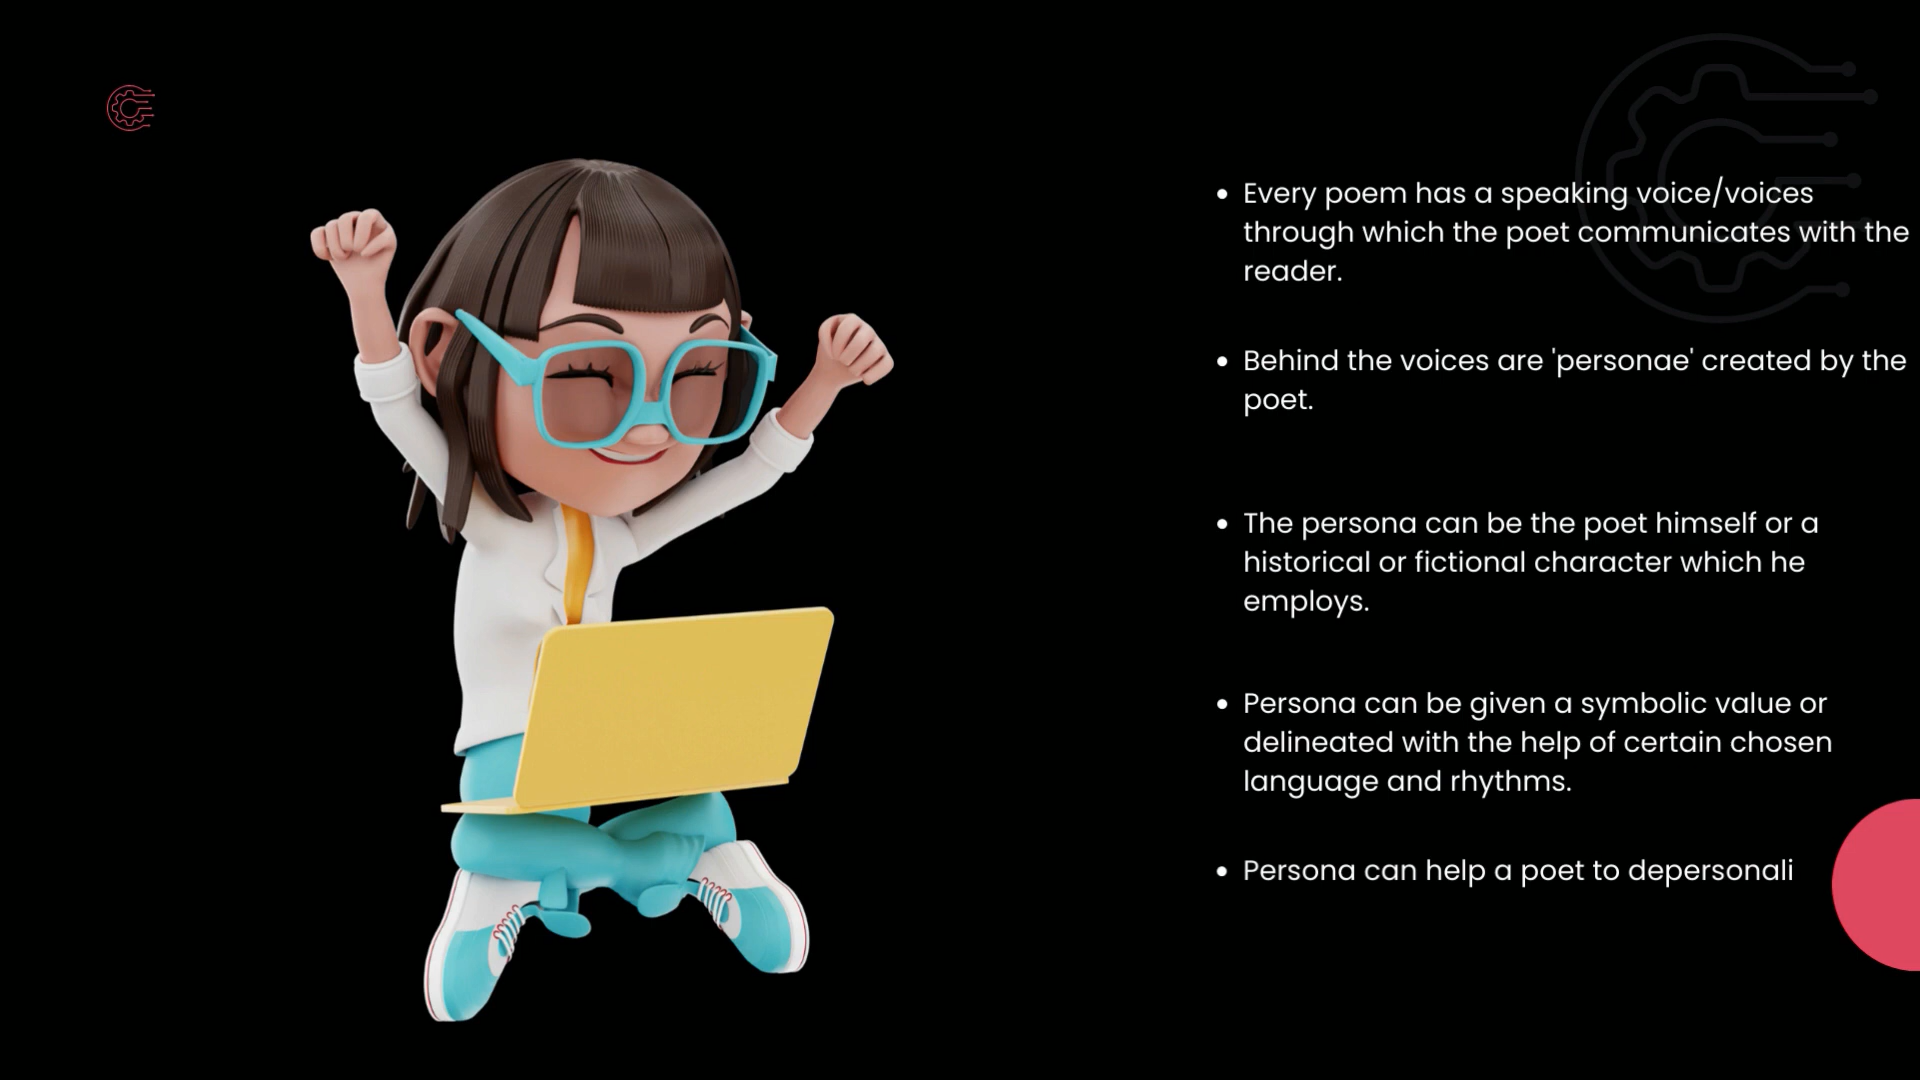 • Every poem has a speaking voice/voices
through which the poet communicates with the
reader.
• Behind the voices are 'personae' created by the
poet.
• The persona can be the poet himself or a
historical or fictional character which he
employs.
• Persona can be given a symbolic value or
delineated with the help of certain chosen
language and rhythms.
• Persona can help a poet to depersonali